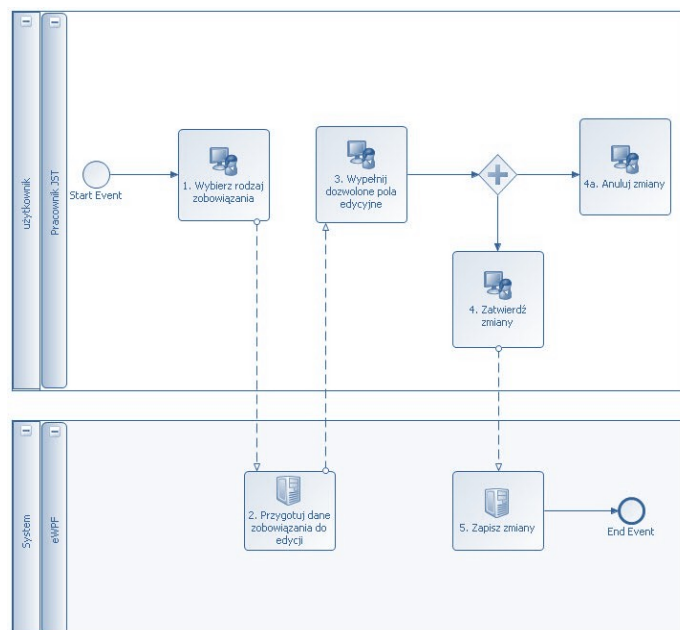 użytkownik
Pracownik JST
Start Event
1. Wybierz rodzaj
zobowiązania
3. Wypełnij
dozwolone pola
edycyjne
4a. Anuluj zmiany
4. Zatwierdź
zmiany
System
eWPF
2. Przygotuj dane
zobowiązania do
edycji
5. Zapisz zmiany
End Event